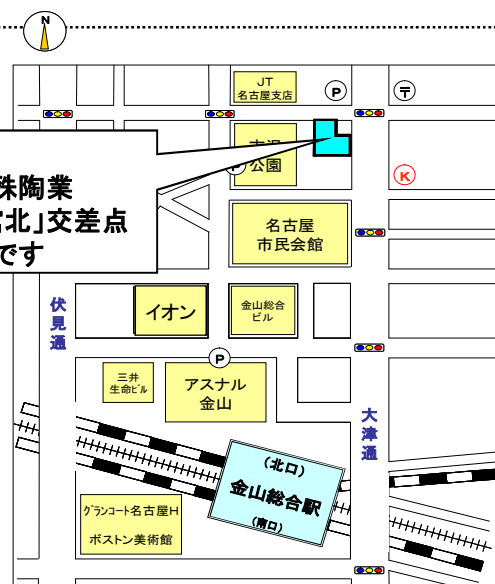 N
JT
名古屋支店
P
〒
殊陶業
北」交差点
です
公園
P
K
名古屋
市民会館
伏見通
イオン
金山総合
ビル
P
三井
生命ビル
アスナル
金山
大津通
(北口)
金山総合駅
(南口)
グランコート名古屋H
ボストン美術館